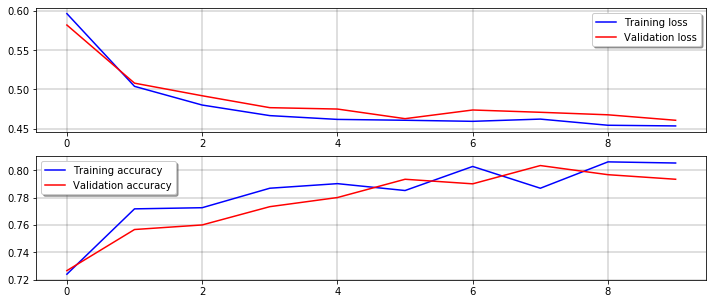 0.60
0.55
0.50
0.45
Training loss
Validation loss
0 2 4 6 8
0.80
0.78
0.76
0.74
0.72
Training accuracy
Validation accuracy
0 2 4 6 8